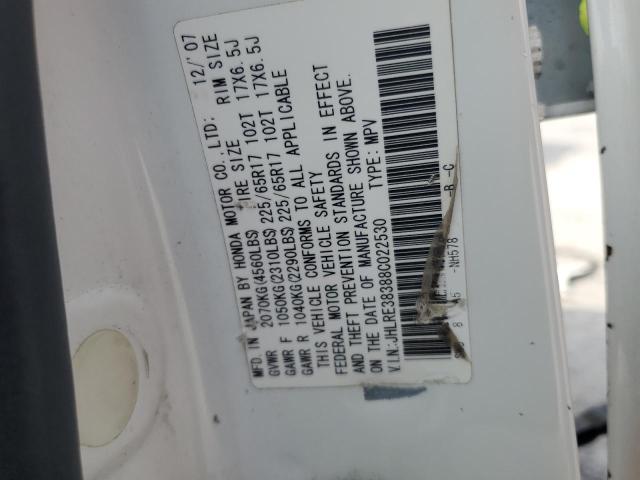 MFD. IN JAPAN BY HONDA MOTOR CO., LTD: 12/'07
TIRE SIZE RIM SIZE
GVWR 2070KG(4560LBS) 225/65R17 102T 17X6.5J
GAWR F 1050KG(2310LBS) 225/65R17 102T 17X6.5J
GAWR R 1040KG(2290LBS)
THIS VEHICLE CONFORMS TO ALL APPLICABLE
FEDERAL MOTOR VEHICLE SAFETY
AND THEFT PREVENTION STANDARDS IN EFFECT
ON THE DATE OF MANUFACTURE SHOWN ABOVE.
V.I.N:JHLRE38388C022530 TYPE: MPV
-NH578
-B -C